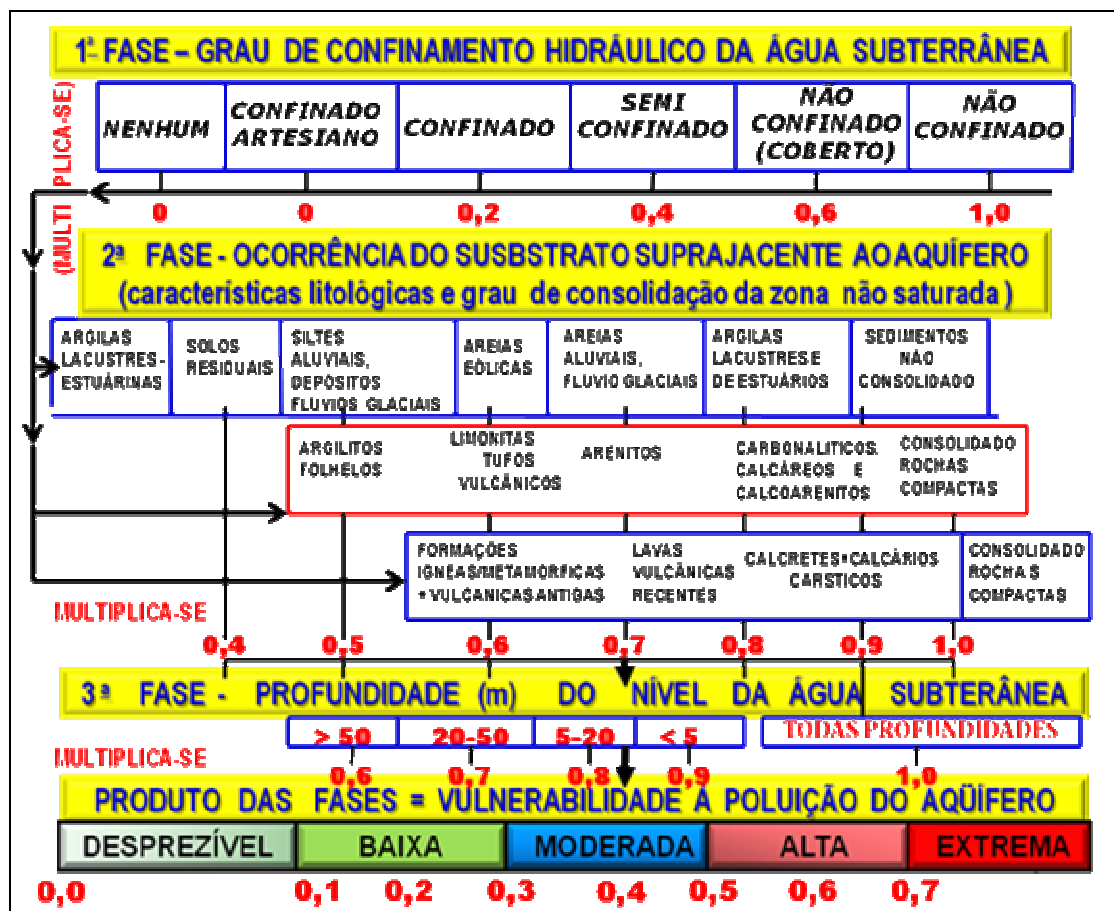 1ª FASE – GRAU DE CONFINAMENTO HIDRÁULICO DA ÁGUA SUBTERRÂNEA
(MULTI PLICA-SE)
NENHUM
CONFINADO
ARTESIANO
CONFINADO
SEMI
CONFINADO
NÃO
CONFINADO
(COBERTO)
NÃO
CONFINADO
0 0 0,2 0,4 0,6 1,0
2ª FASE - OCORRÊNCIA DO SUSBSTRATO SUPRAJACENTE AO AQUÍFERO
(características litológicas e grau de consolidação da zona não saturada )
ARGILAS
LACUSTRES -
ESTUÁRINAS
SOLOS
RESIDUAIS
SILTES
ALUVIAIS,
DEPÓSITOS
FLUVIOS GLACIAIS
AREIAS
EÓLICAS
AREIAS
ALUVIAIS,
FLUVIO GLACIAIS
ARGILAS
LACUSTRES E
DE ESTUÁRIOS
SEDIMENTOS
NÃO
CONSOLIDADO
ARGILITOS
FOLHELOS
LIMONITAS
TUFOS
VULCÂNICOS
ARENITOS
CARBONALITICOS,
CALCÁREOS E
CALCOARENITOS
CONSOLIDADO
ROCHAS
COMPACTAS
FORMAÇÕES
IGNEAS/METAMORFICAS
+ VULCANICAS ANTIGAS
LAVAS
VULCÂNICAS
RECENTES
CALCRETES+CALCÁRIOS
CARSTICOS
CONSOLIDADO
ROCHAS
COMPACTAS
MULTIPLICA-SE
0,4 0,5 0,6 0,7 0,8 0,9 1,0
3ª FASE - PROFUNDIDADE (m) DO NÍVEL DA ÁGUA SUBTERÂNEA
> 50 20-50 5-20 < 5 TODAS PROFUNDIDADES
MULTIPLICA-SE
0,6 0,7 0,8 0,9 1,0
PRODUTO DAS FASES = VULNERABILIDADE À POLUIÇÃO DO AQÜÍFERO
DESPREZÍVEL BAIXA MODERADA ALTA EXTREMA
0,0 0,1 0,2 0,3 0,4 0,5 0,6 0,7